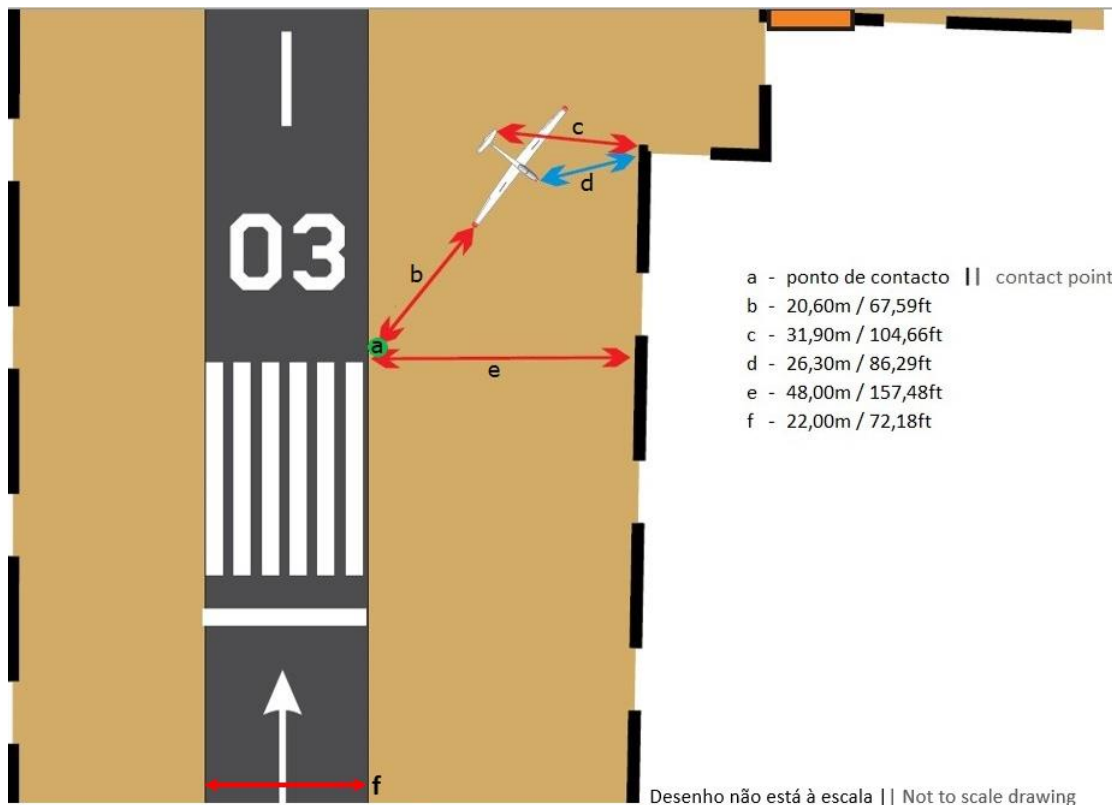 c
d
03
b
a
e
a - ponto de contacto || contact point
b - 20,60m / 67,59ft
c - 31,90m / 104,66ft
d - 26,30m / 86,29ft
e - 48,00m / 157,48ft
f - 22,00m / 72,18ft
f
Desenho não está à escala || Not to scale drawing